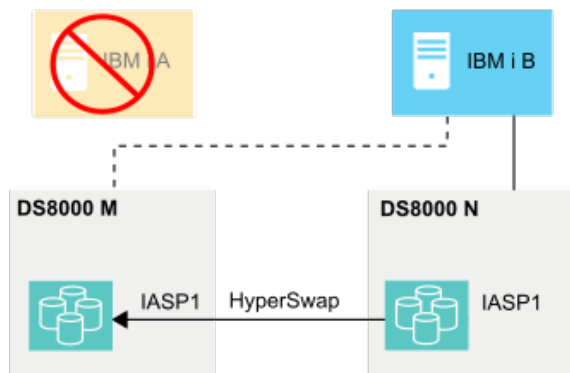 IBM i A
IBM i B
DS8000 M
DS8000 N
IASP1
HyperSwap
IASP1